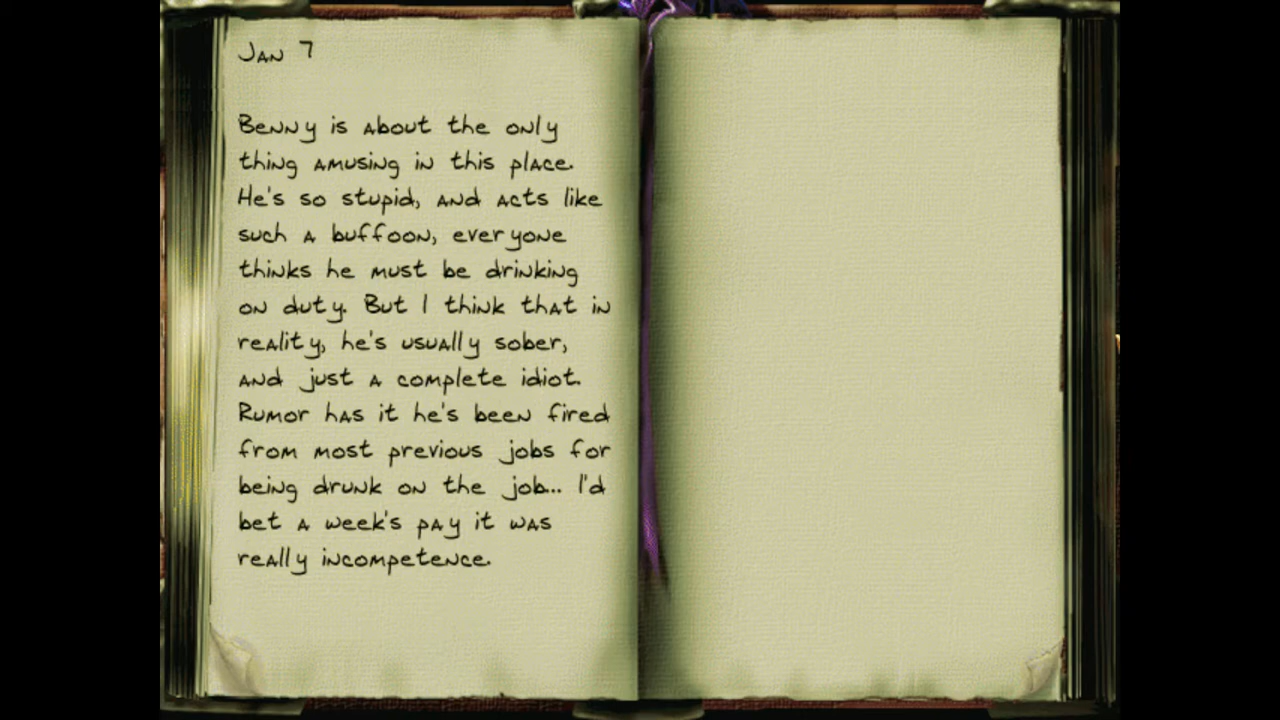 Jan 7
Benny is about the only
thing amusing in this place.
He's so stupid, and acts like
such a buffoon, everyone
thinks he must be drinking
on duty. But I think that in
reality, he's usually sober,
and just a complete idiot.
Rumor has it he's been fired
from most previous jobs for
being drunk on the job... I'd
bet a week's pay it was
really incompetence.